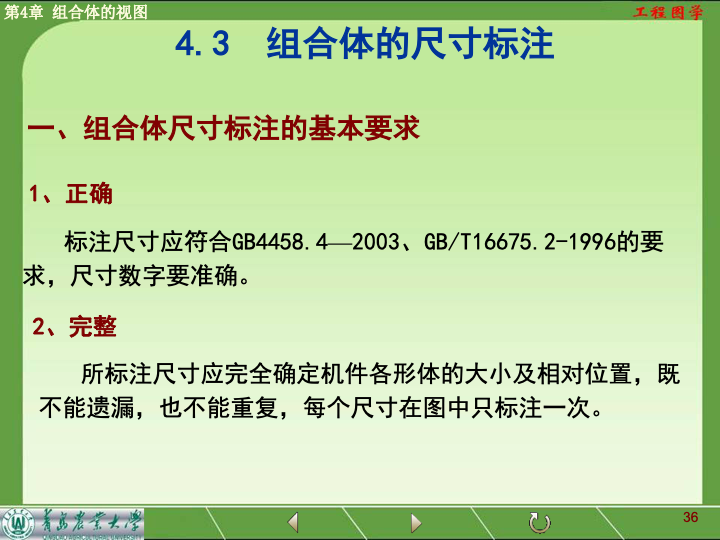 第4章 组合体的视图
工程图学
4.3 组合体的尺寸标注
一、组合体尺寸标注的基本要求
1、正确
标注尺寸应符合GB4458.4—2003、GB/T16675.2-1996的要
求，尺寸数字要准确。
2、完整
所标注尺寸应完全确定机件各形体的大小及相对位置，既
不能遗漏，也不能重复，每个尺寸在图中只标注一次。
青岛农业大学
36